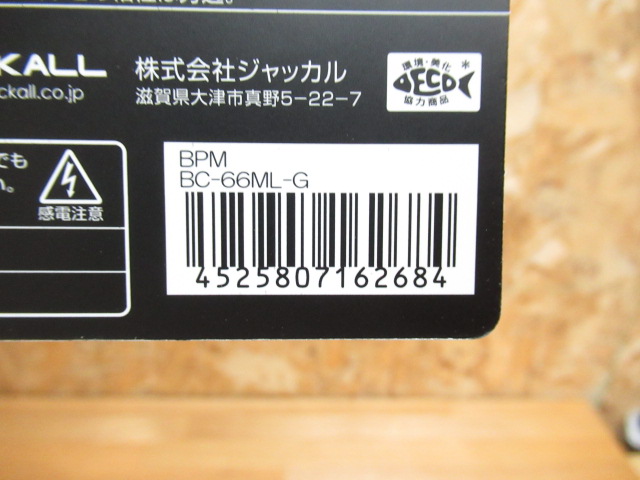 KALL
ckall.co.jp
株式会社ジャッカル
滋賀県大津市真野5-22-7
環境・美化
ECO
協力商品
でも
い。
感電注意
BPM
BC-66ML-G
4525807162684